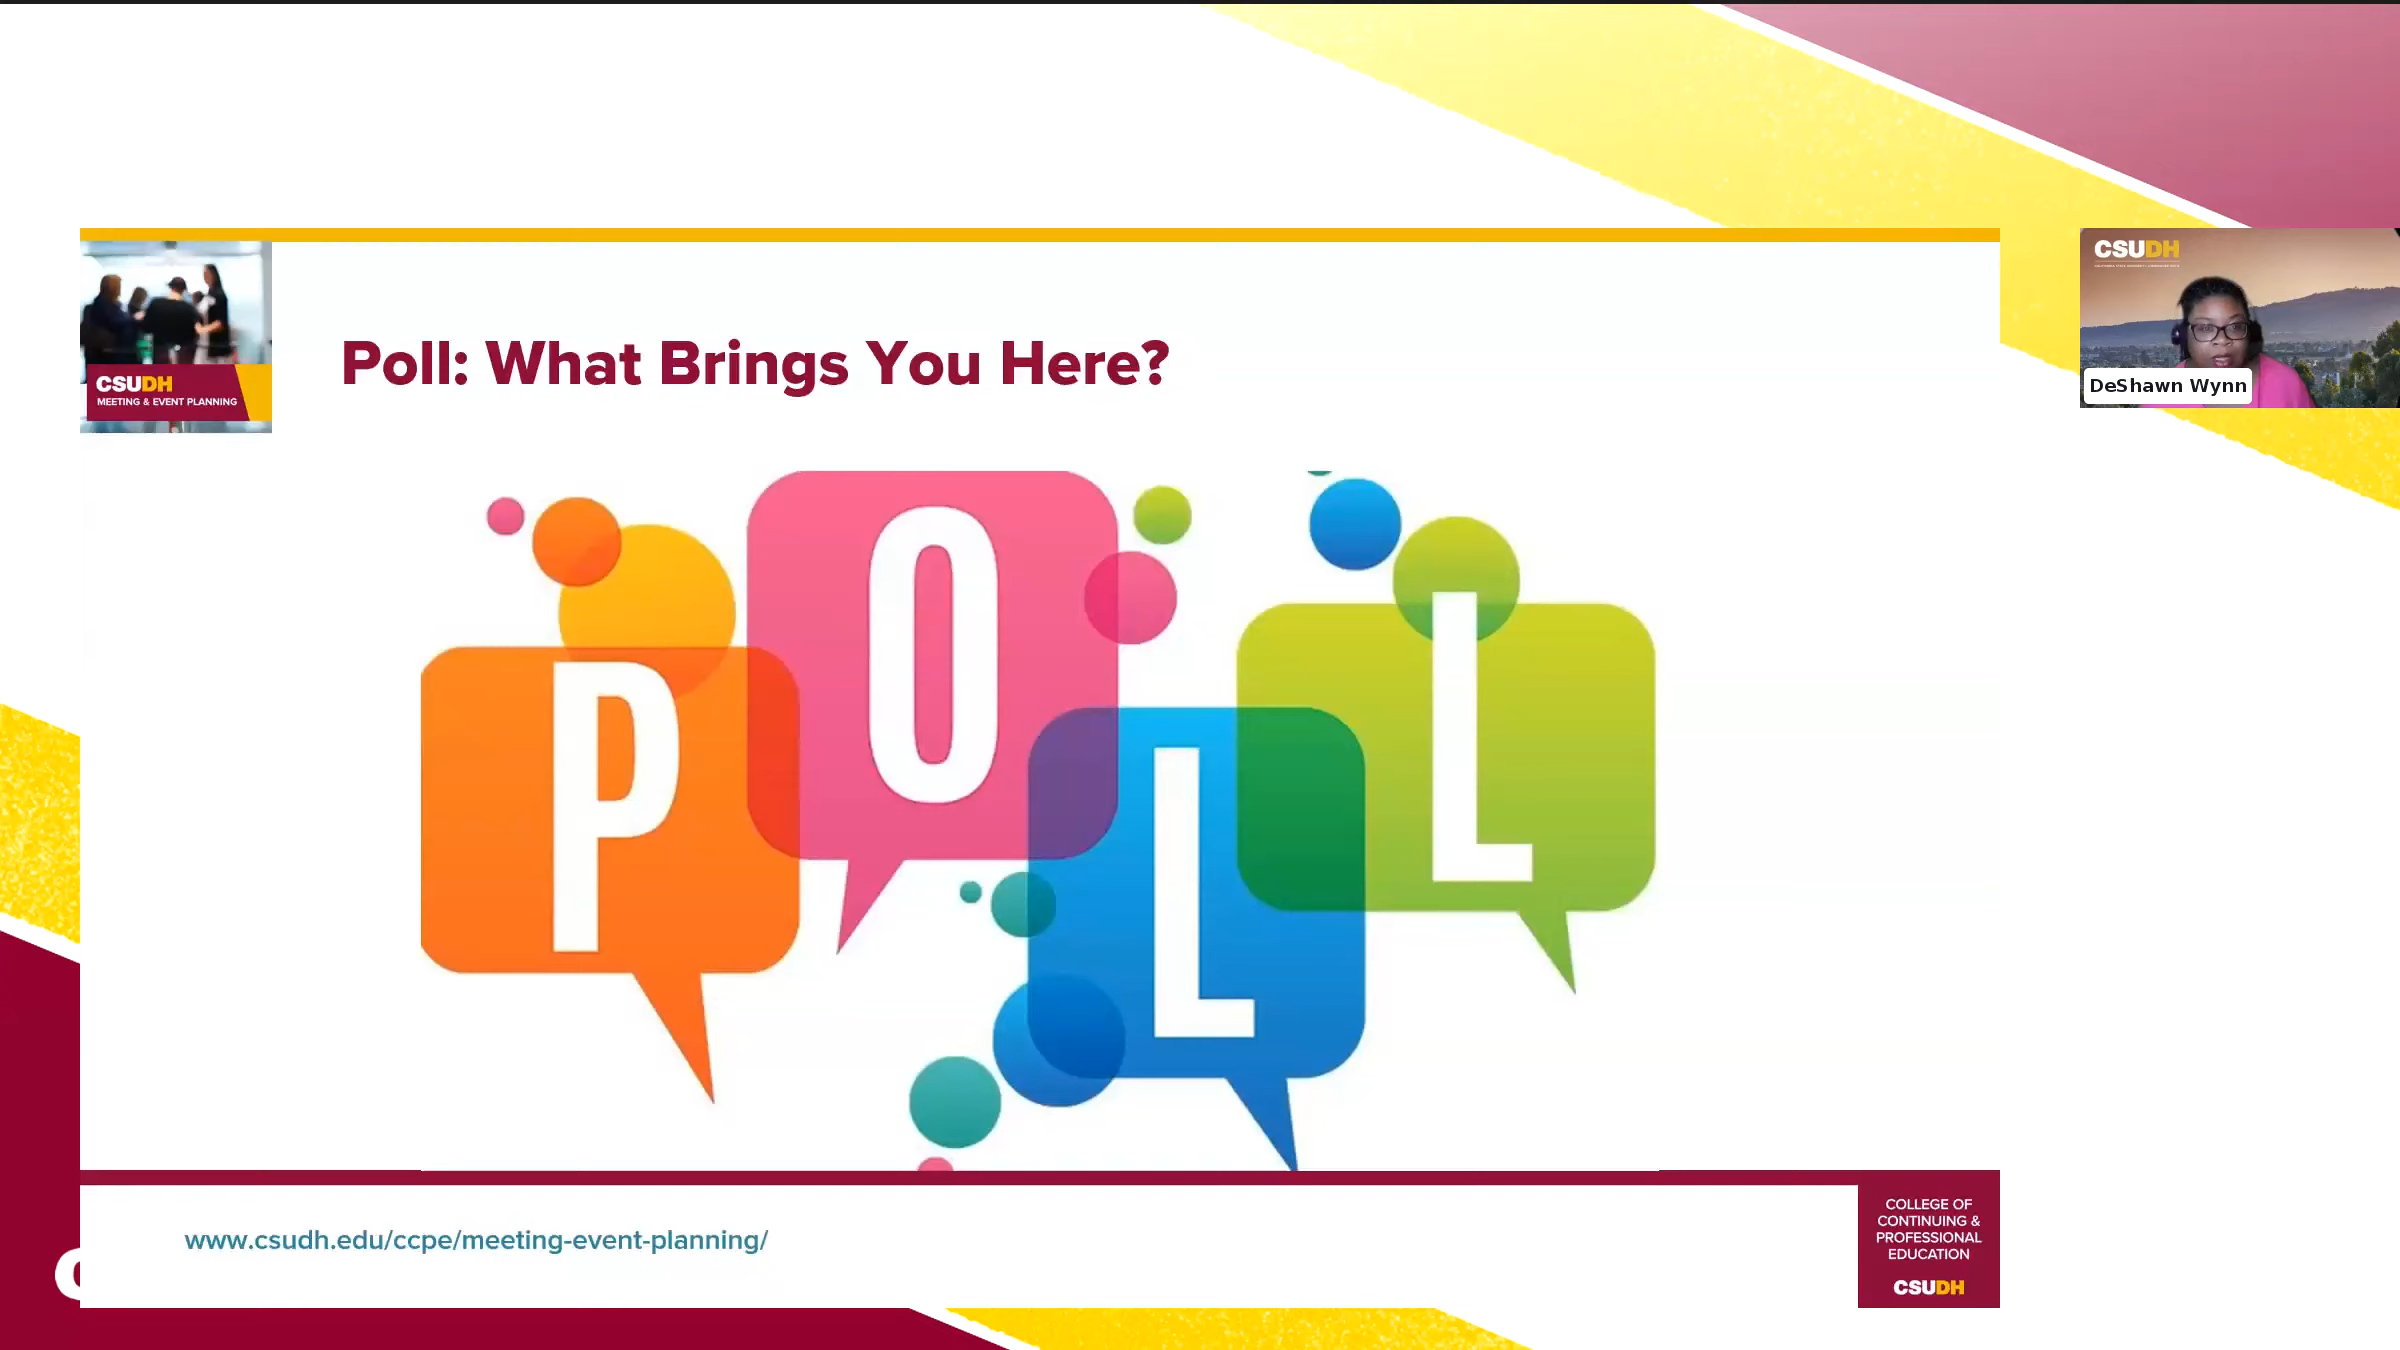 CSUDH
MEETING & EVENT PLANNING
Poll: What Brings You Here?
CSUDH
DeShawn Wynn
P
O
L
L
www.csudh.edu/ccpe/meeting-event-planning/
COLLEGE OF
CONTINUING &
PROFESSIONAL
EDUCATION
CSUDH